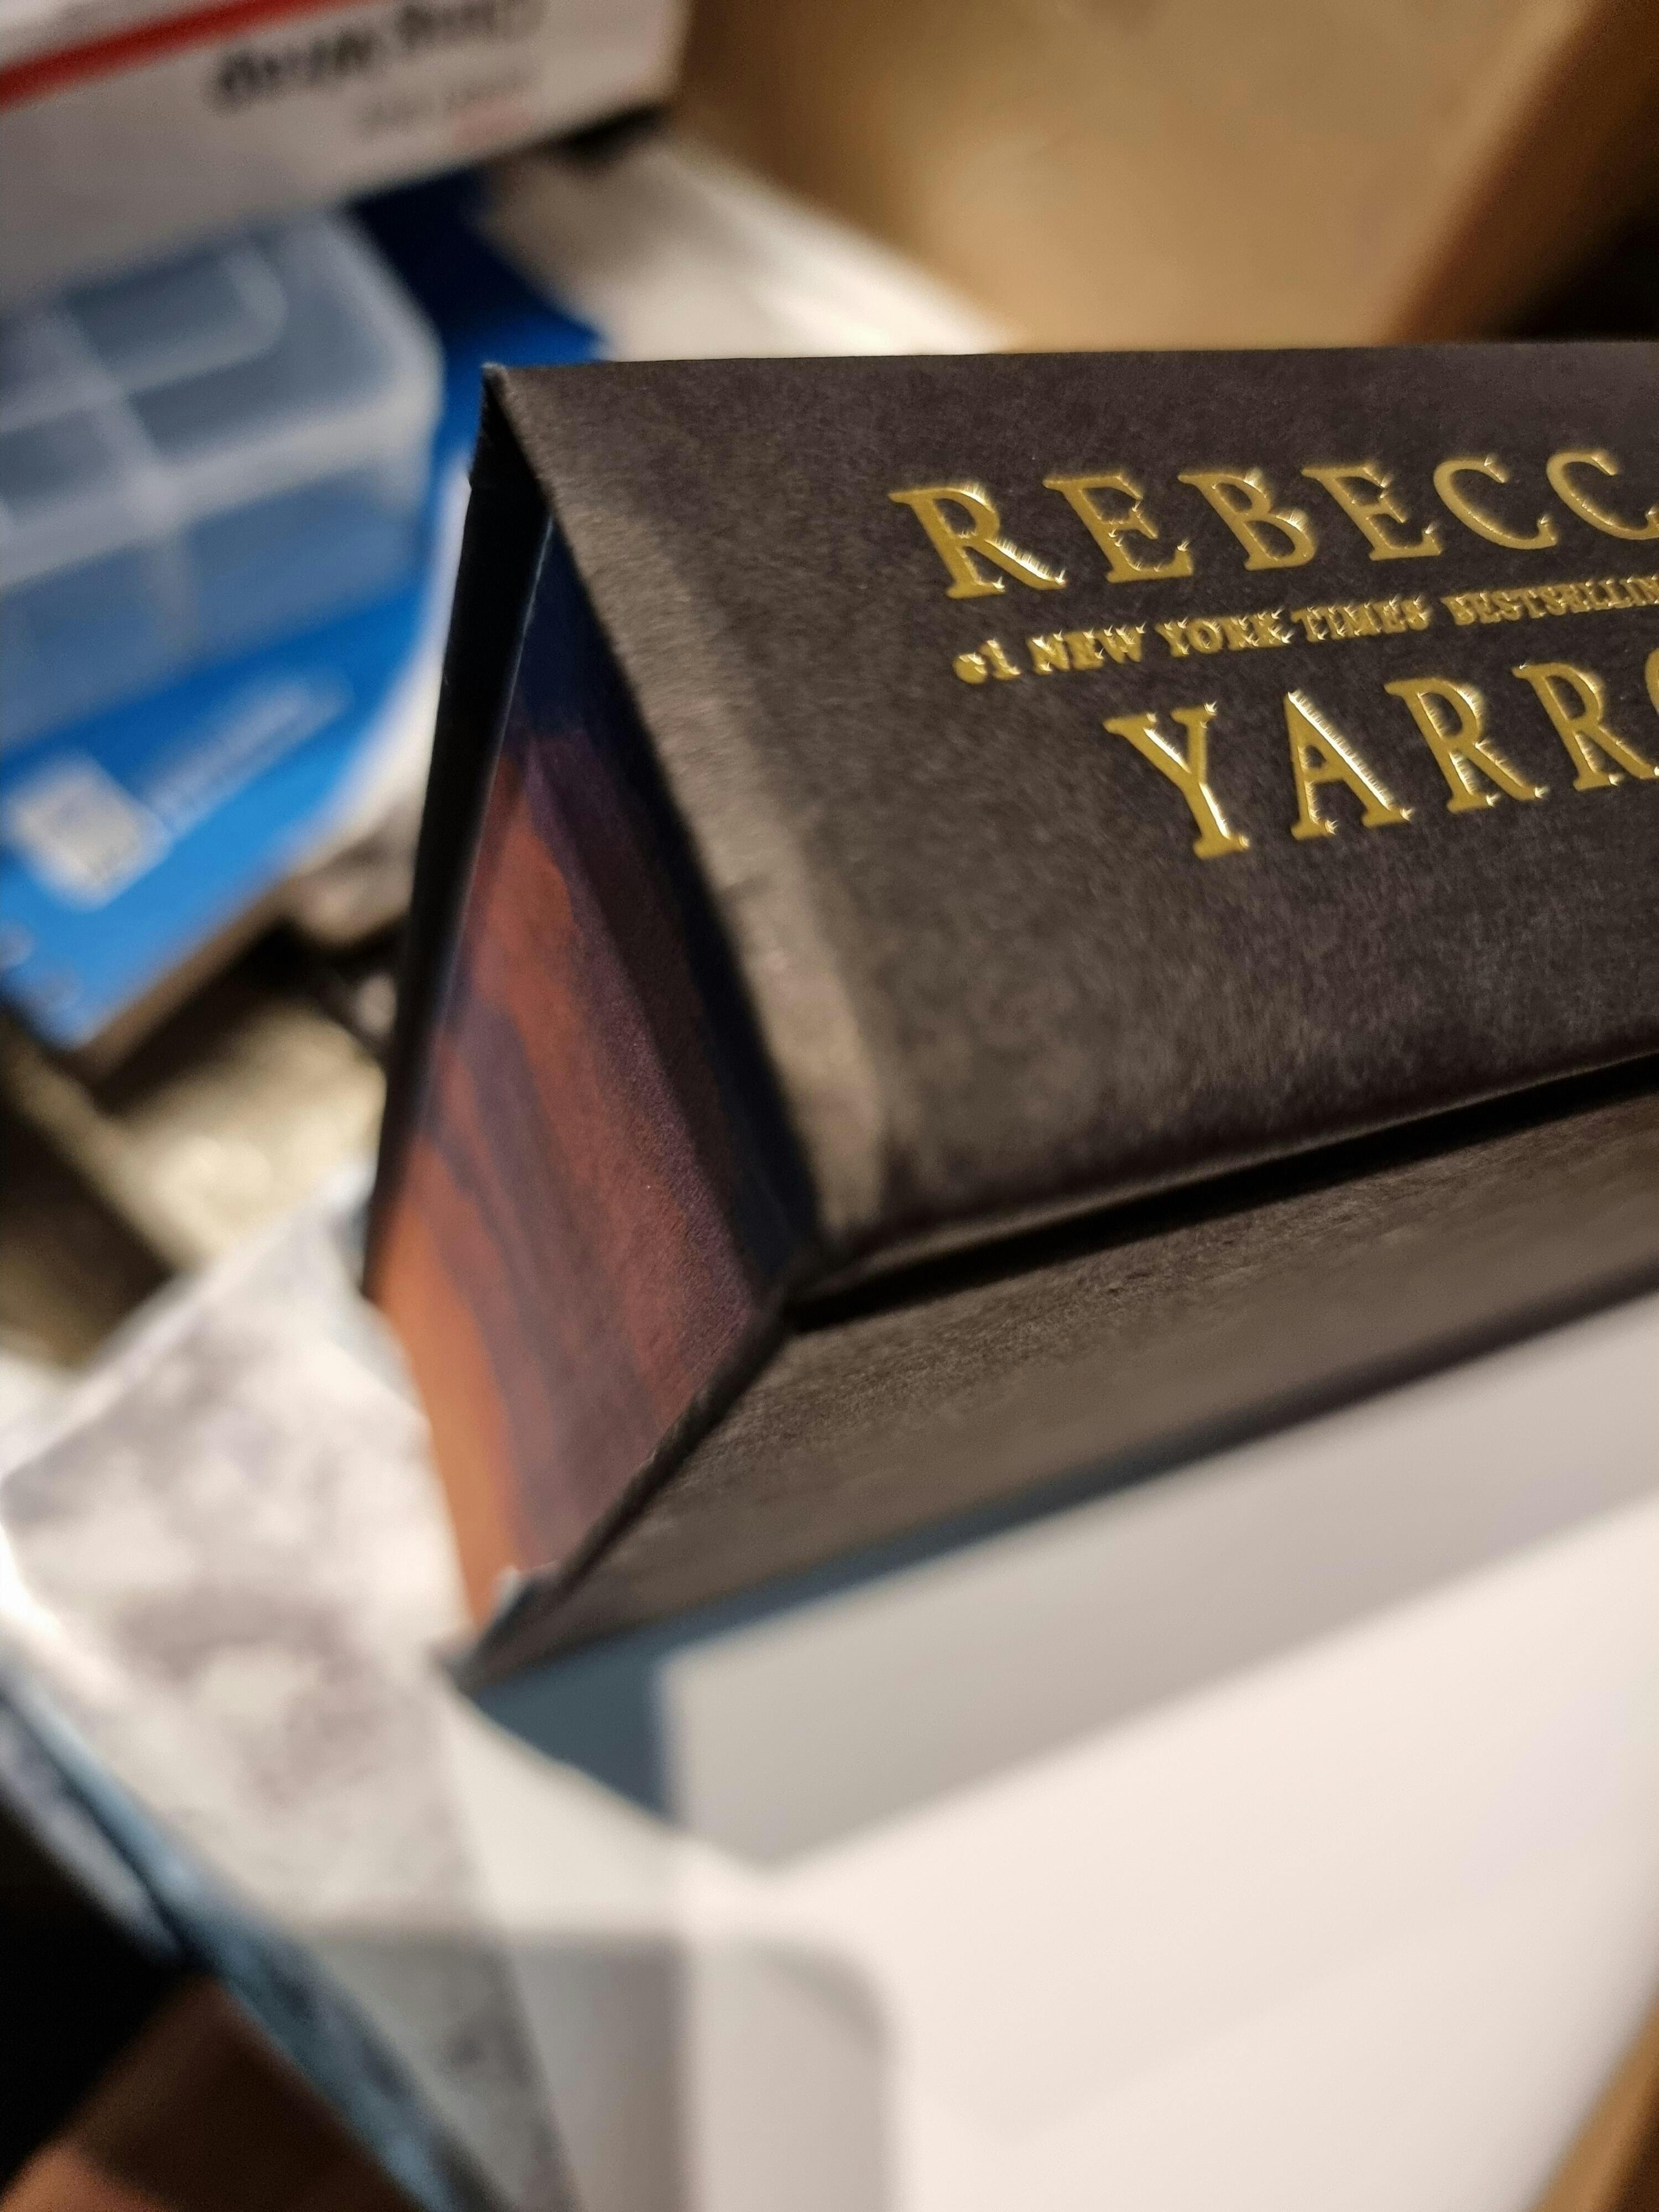 REBECC
#1 NEW YORK TIMES BESTSELLIN
YARRO